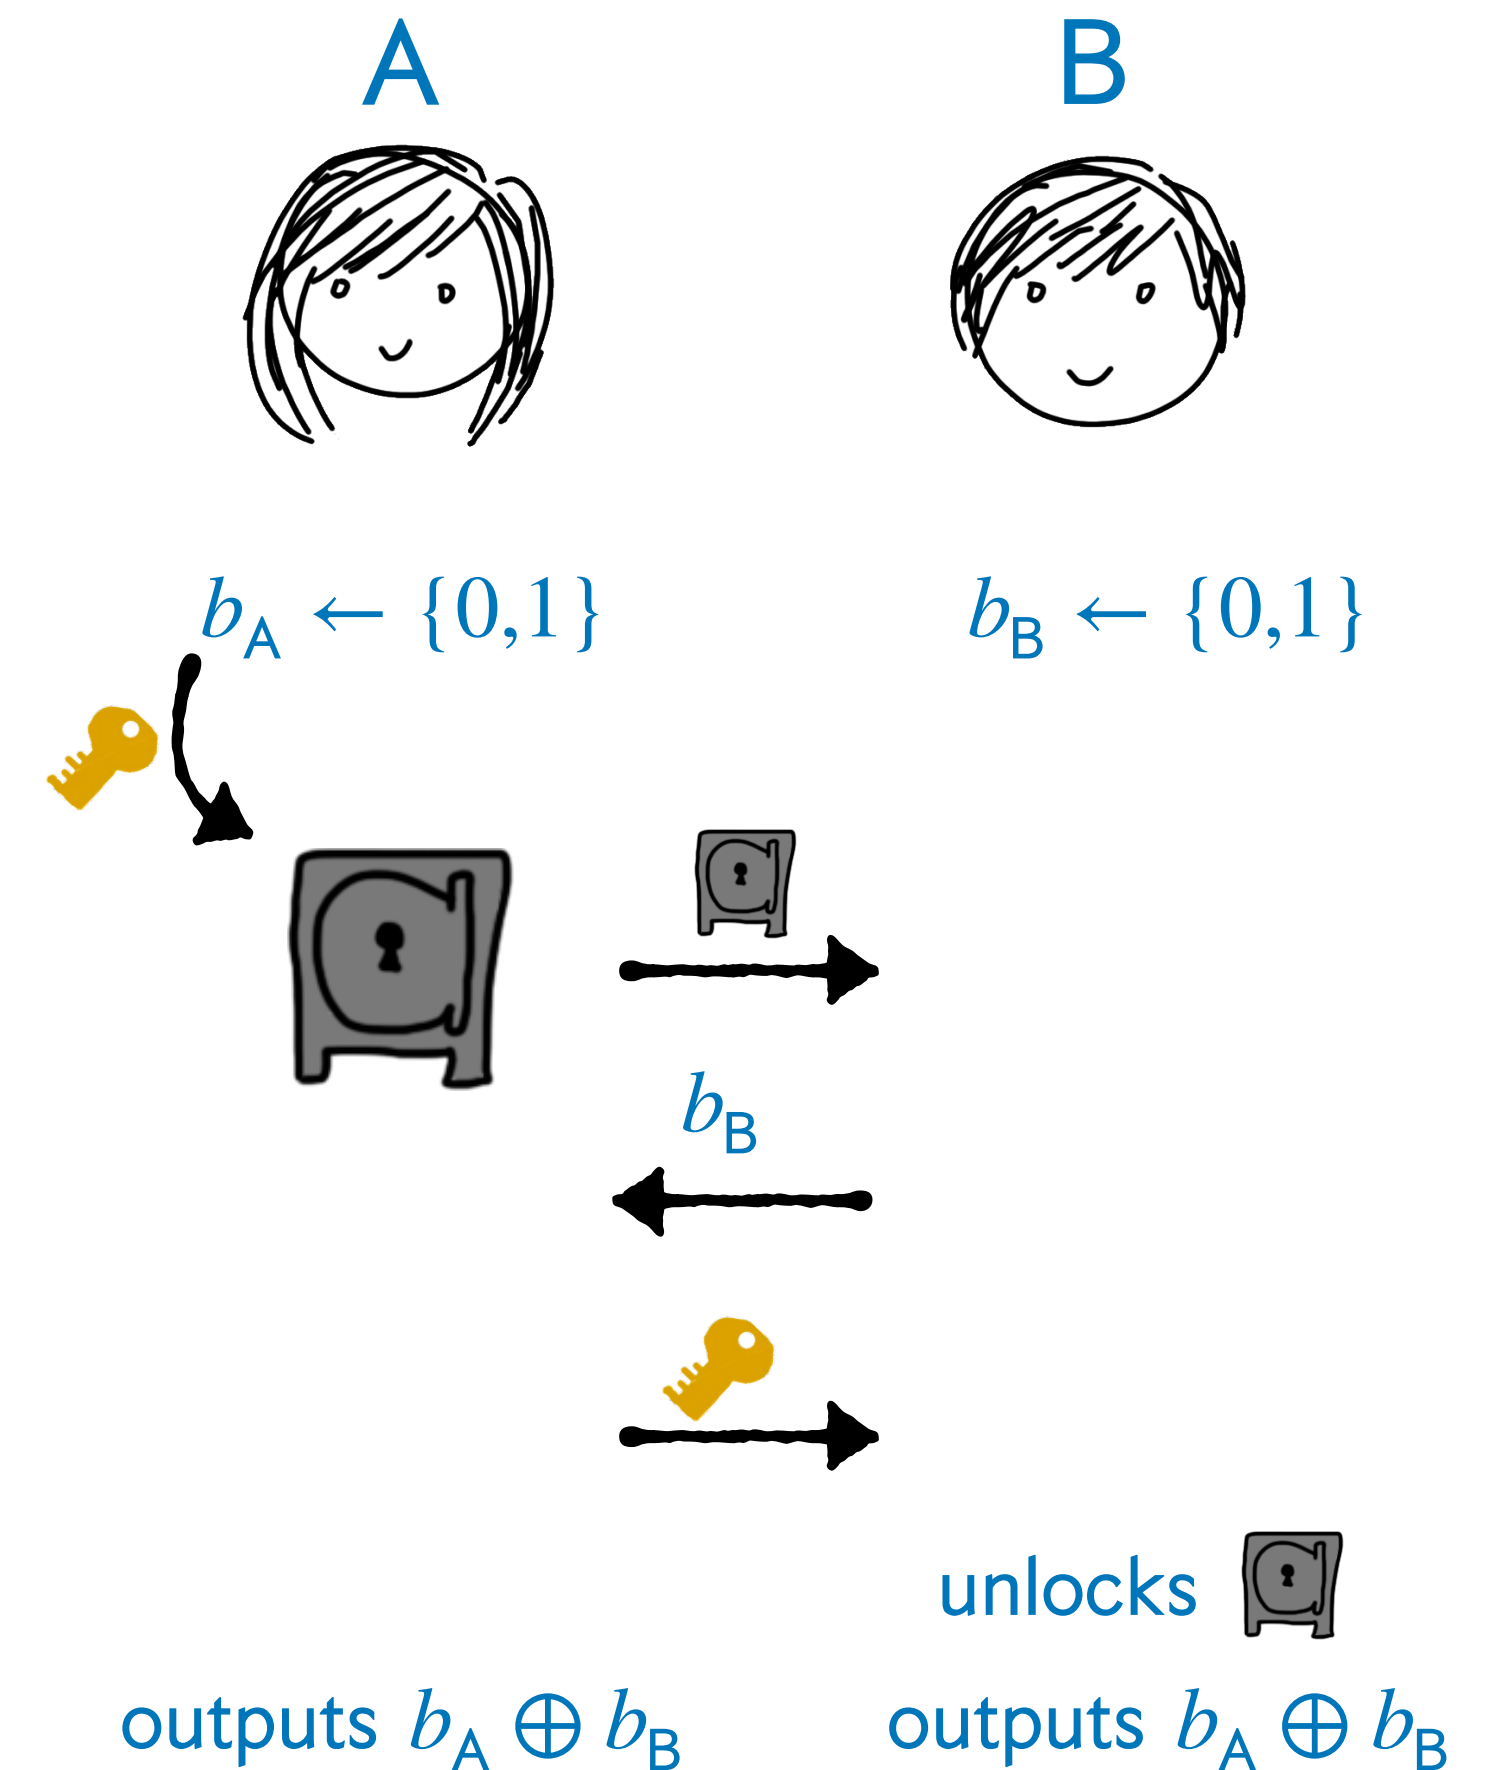 A B
b_A ← {0,1} b_B ← {0,1}
b_B
unlocks
outputs b_A ⊕ b_B outputs b_A ⊕ b_B